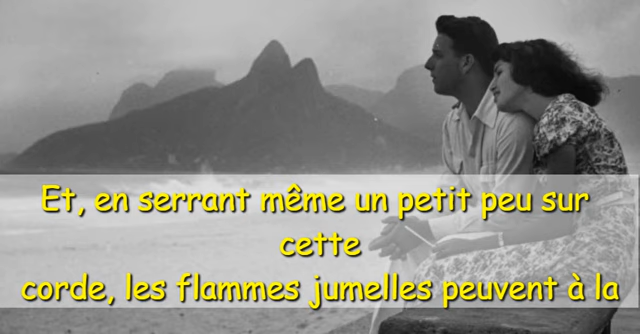 Et, en serrant même un petit peu sur
cette
corde, les flammes jumelles peuvent à la